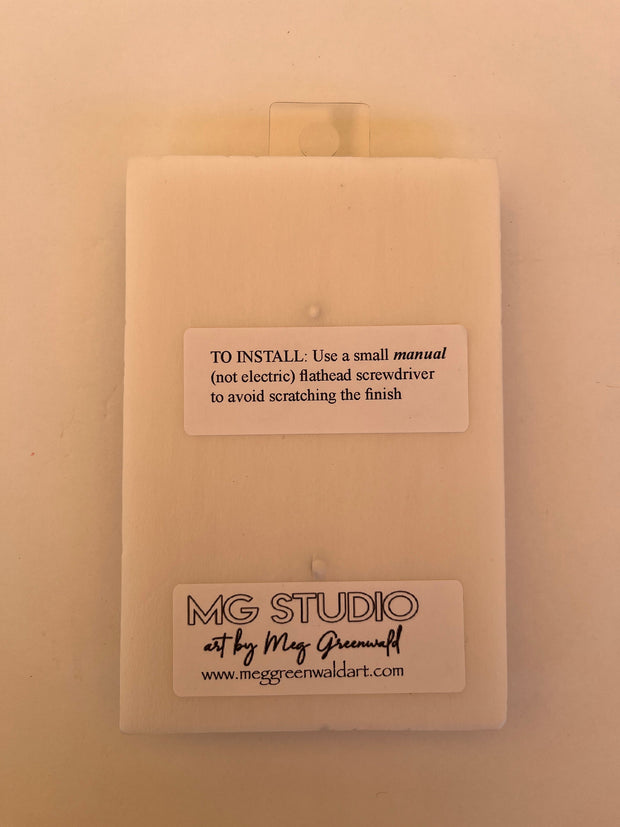 TO INSTALL: Use a small manual
(not electric) flathead screwdriver
to avoid scratching the finish
MG STUDIO
art by Meg Greenwald
www.meggreenwaldart.com